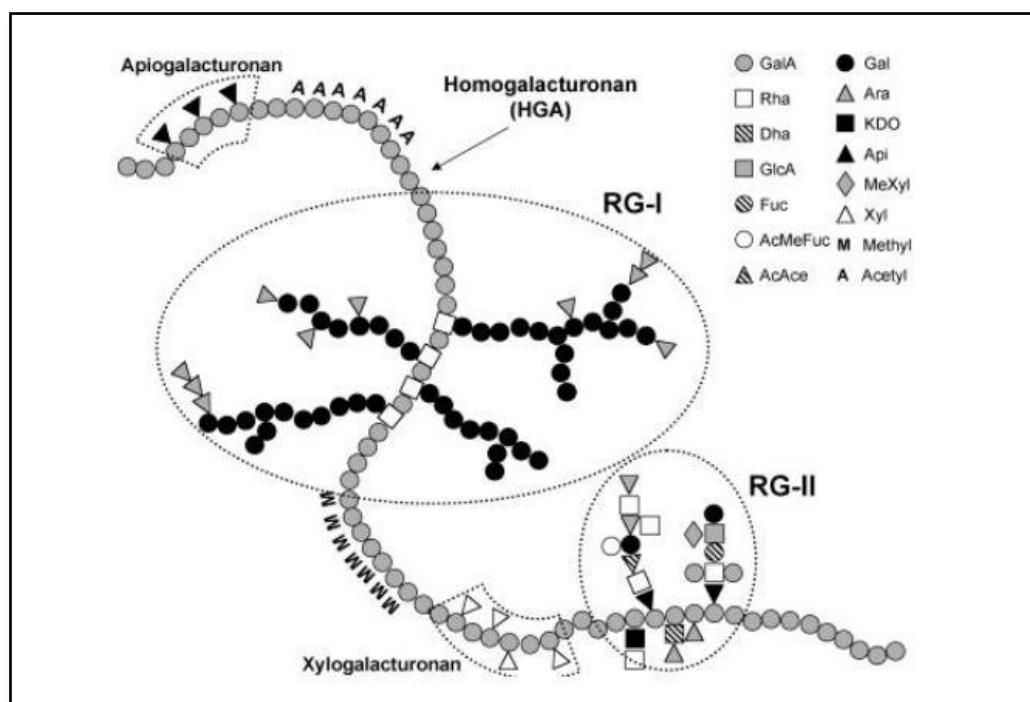 Apiogalacturonan
A A A A A A A
Homogalacturonan
(HGA)
RG-I
GalA
Rha
Dha
GlcA
Fuc
AcMeFuc
AcAce
Gal
Ara
KDO
Api
MeXyl
Xyl
M Methyl
A Acetyl
M M M M M M M M
RG-II
Xylogalacturonan